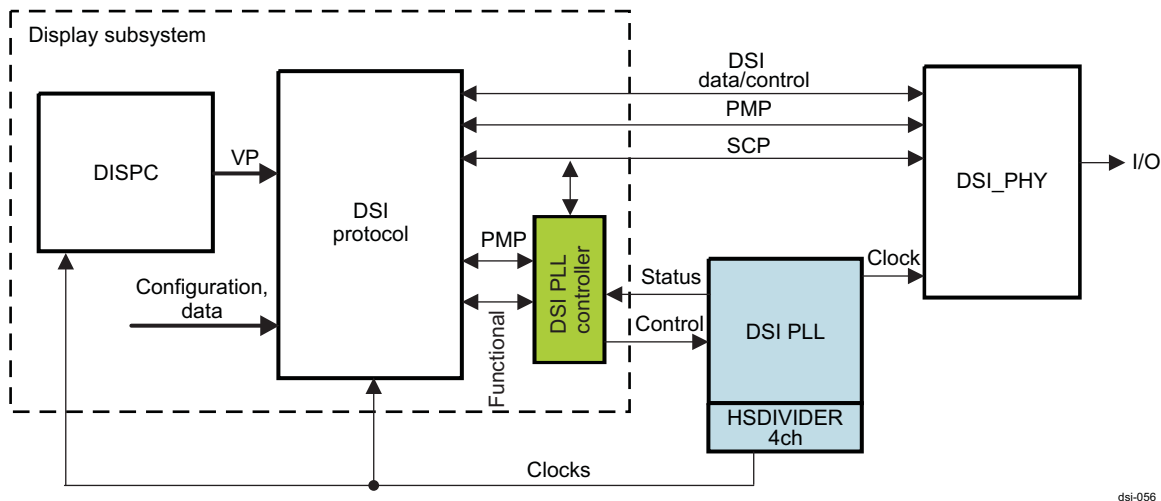 Display subsystem
DSI
data/control
PMP
SCP
VP
DISPC
DSI
protocol
DSI_PHY
I/O
PMP
DSI PLL
controller
Functional
Configuration,
data
Status
Control
Clock
DSI PLL
HSDIVIDER
4ch
Clocks
dsi-056